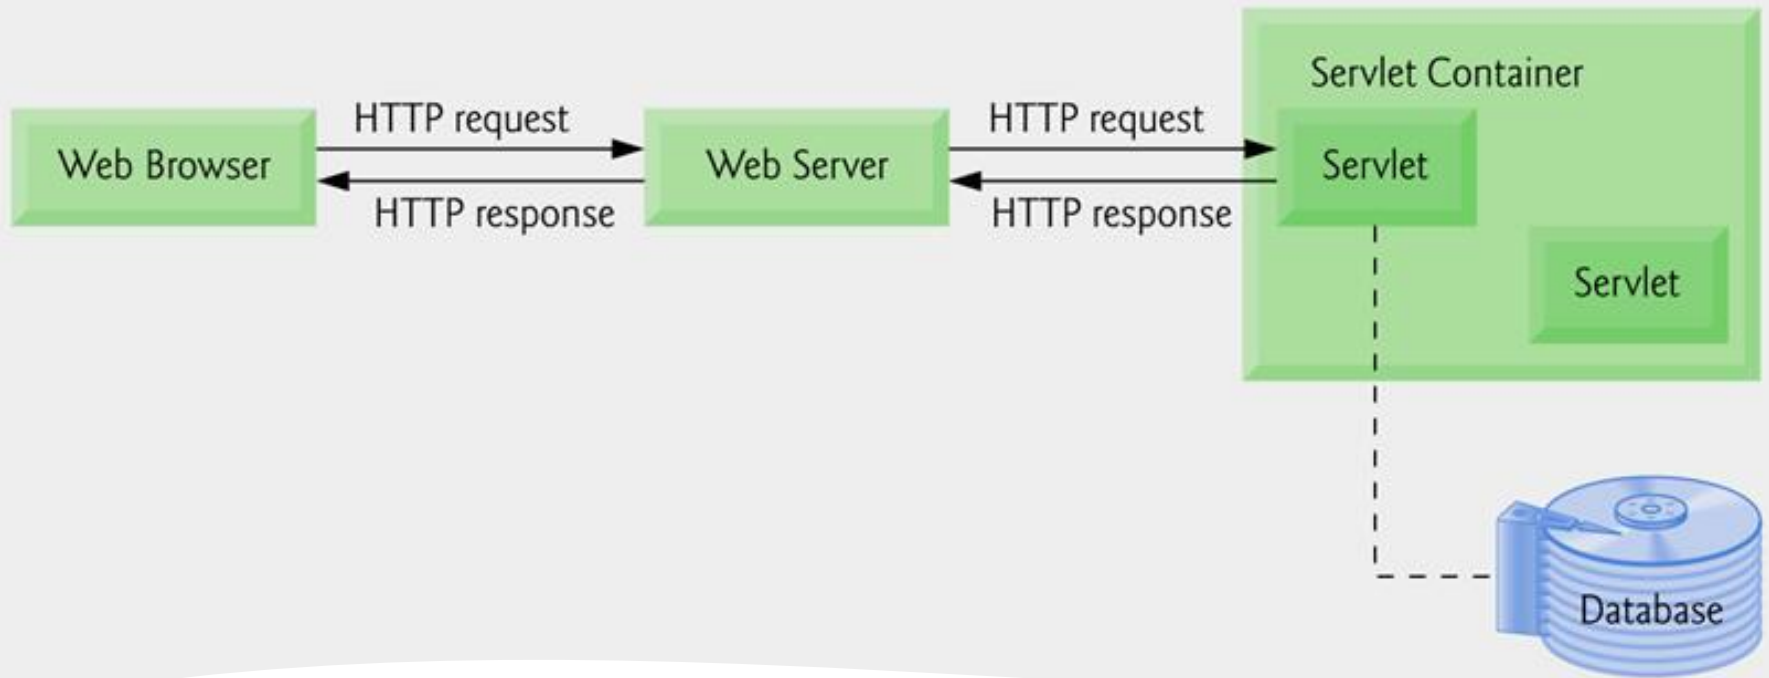 Servlet Container
HTTP request
HTTP request
Web Browser
Web Server
Servlet
HTTP response
HTTP response
Servlet
Database